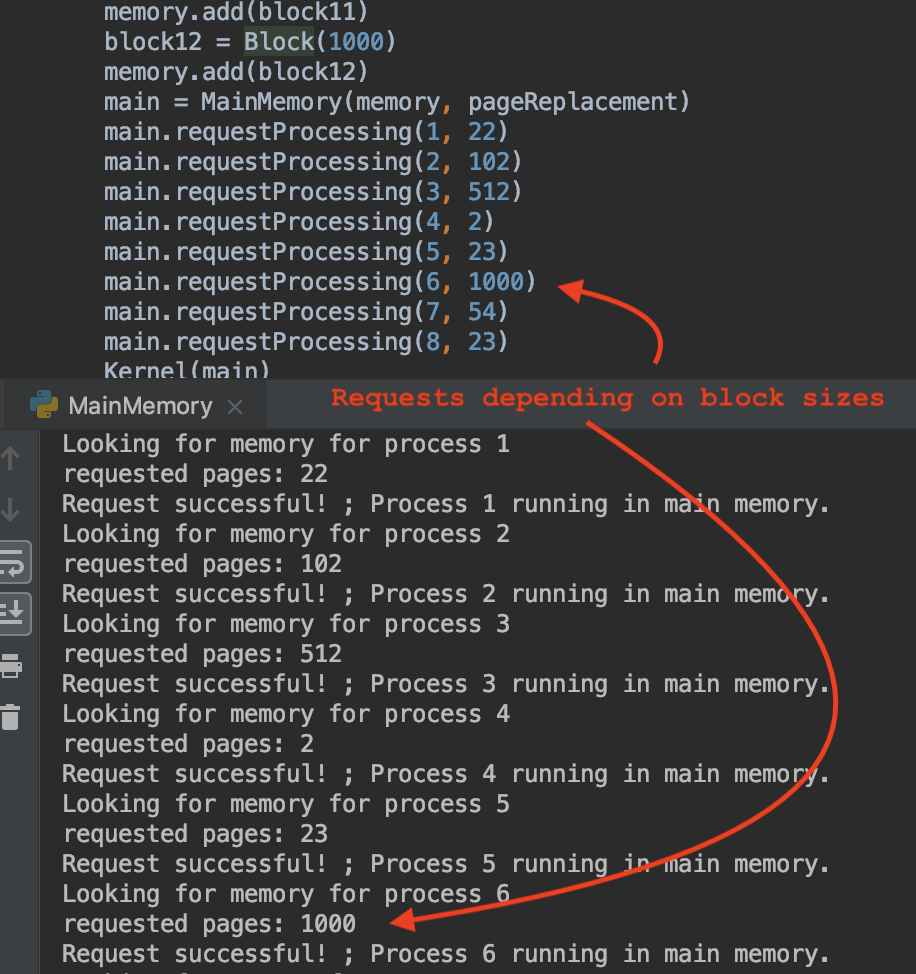 memory.add(block11)
block12 = Block(1000)
memory.add(block12)
main = MainMemory(memory, pageReplacement)
main.requestProcessing(1, 22)
main.requestProcessing(2, 102)
main.requestProcessing(3, 512)
main.requestProcessing(4, 2)
main.requestProcessing(5, 23)
main.requestProcessing(6, 1000)
main.requestProcessing(7, 54)
main.requestProcessing(8, 23)
Kernel(main)
MainMemory ×
Requests depending on block sizes
Looking for memory for process 1
requested pages: 22
Request successful! ; Process 1 running in main memory.
Looking for memory for process 2
requested pages: 102
Request successful! ; Process 2 running in main memory.
Looking for memory for process 3
requested pages: 512
Request successful! ; Process 3 running in main memory.
Looking for memory for process 4
requested pages: 2
Request successful! ; Process 4 running in main memory.
Looking for memory for process 5
requested pages: 23
Request successful! ; Process 5 running in main memory.
Looking for memory for process 6
requested pages: 1000
Request successful! ; Process 6 running in main memory.